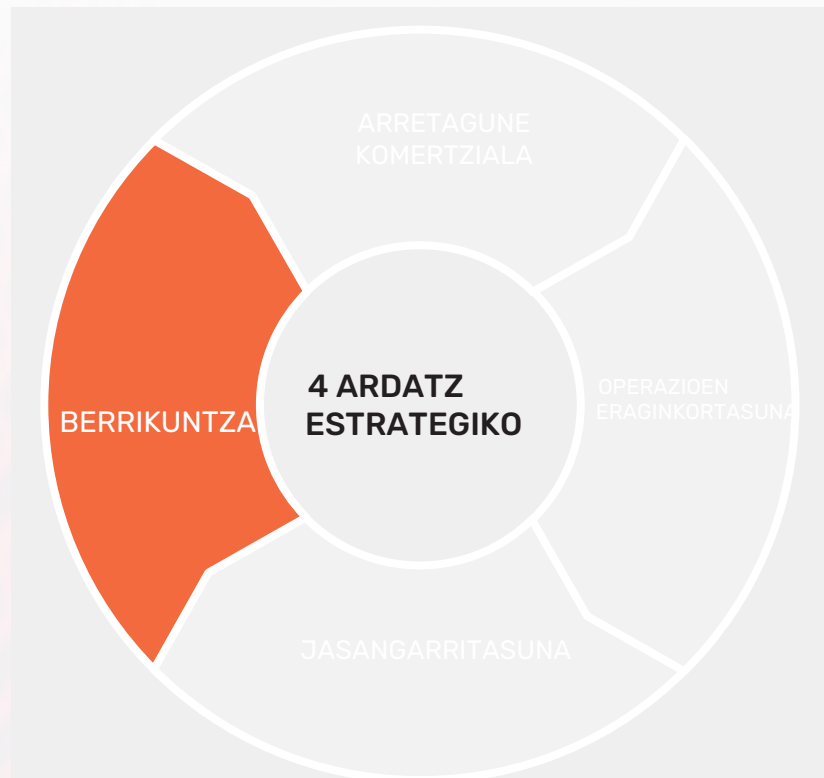 ARRETAGUNE
KOMERTZIALA
BERRIKUNTZA
4 ARDATZ
ESTRATEGIKO
OPERAZIOEN
ERAGINKORTASUNA
JASANGARRITASUNA